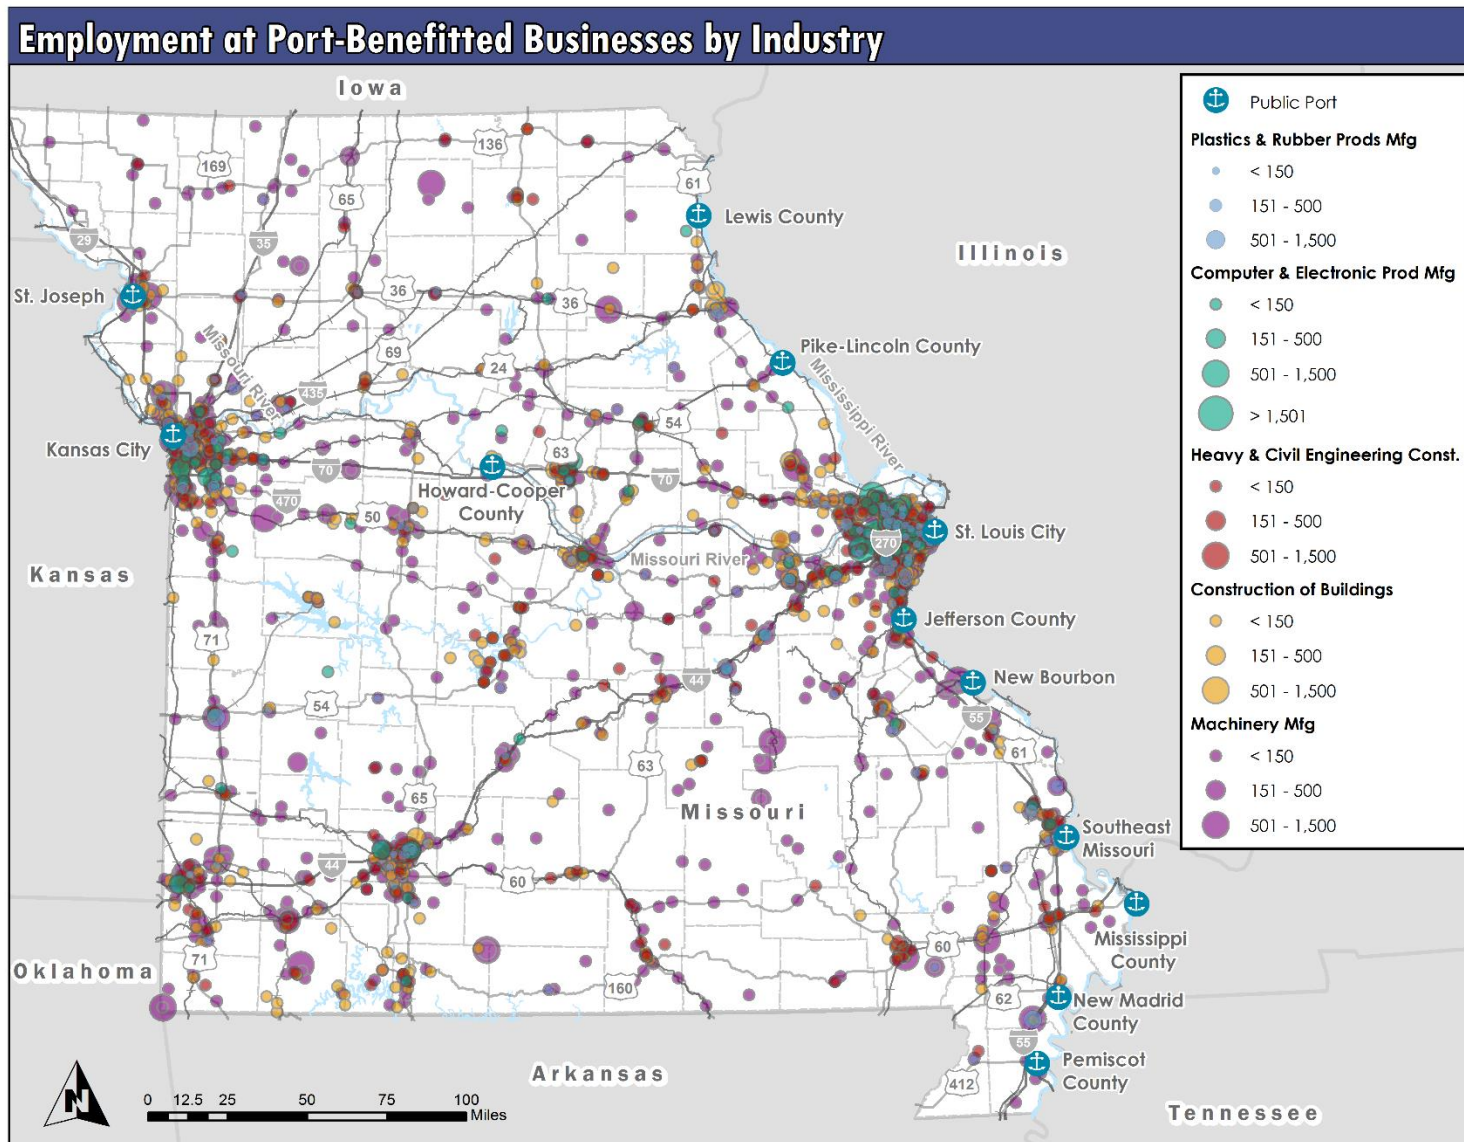 Employment at Port-Benefitted Businesses by Industry
Iowa
Illinois
Kansas
Oklahoma
Arkansas
Tennessee
Missouri
Public Port
Plastics & Rubber Prods Mfg
< 150
151 - 500
501 - 1,500
Computer & Electronic Prod Mfg
< 150
151 - 500
501 - 1,500
> 1,501
Heavy & Civil Engineering Const.
< 150
151 - 500
501 - 1,500
Construction of Buildings
< 150
151 - 500
501 - 1,500
Machinery Mfg
< 150
151 - 500
501 - 1,500
136
169
61
65
29
35
Lewis County
St. Joseph
36
36
Missouri River
69
24
Pike-Lincoln County
Mississippi River
435
54
Kansas City
63
70
70
Howard-Cooper
County
470
50
St. Louis City
270
Missouri River
Jefferson County
71
44
New Bourbon
54
55
61
63
65
Southeast
Missouri
44
60
Mississippi
County
60
71
160
62
New Madrid
County
55
Pemiscot
County
412
N
0 12.5 25 50 75 100
Miles